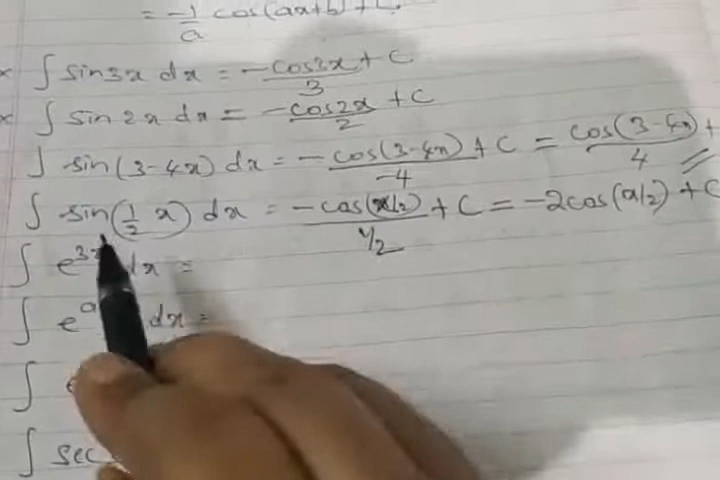 = -1/a cos(ax+b) + C.
∫ sin3x dx = -cos3x/3 + C
∫ sin 2x dx = -cos2x/2 + C
∫ sin(3-4x) dx = -cos(3-4x)/-4 + C = cos(3-4x)/4 +
∫ sin(1/2 x) dx = -cos(x/2)/1/2 + C = -2cos(x/2) + C
∫ e^3x dx =
∫ e^a dx =
∫ e
∫ sec